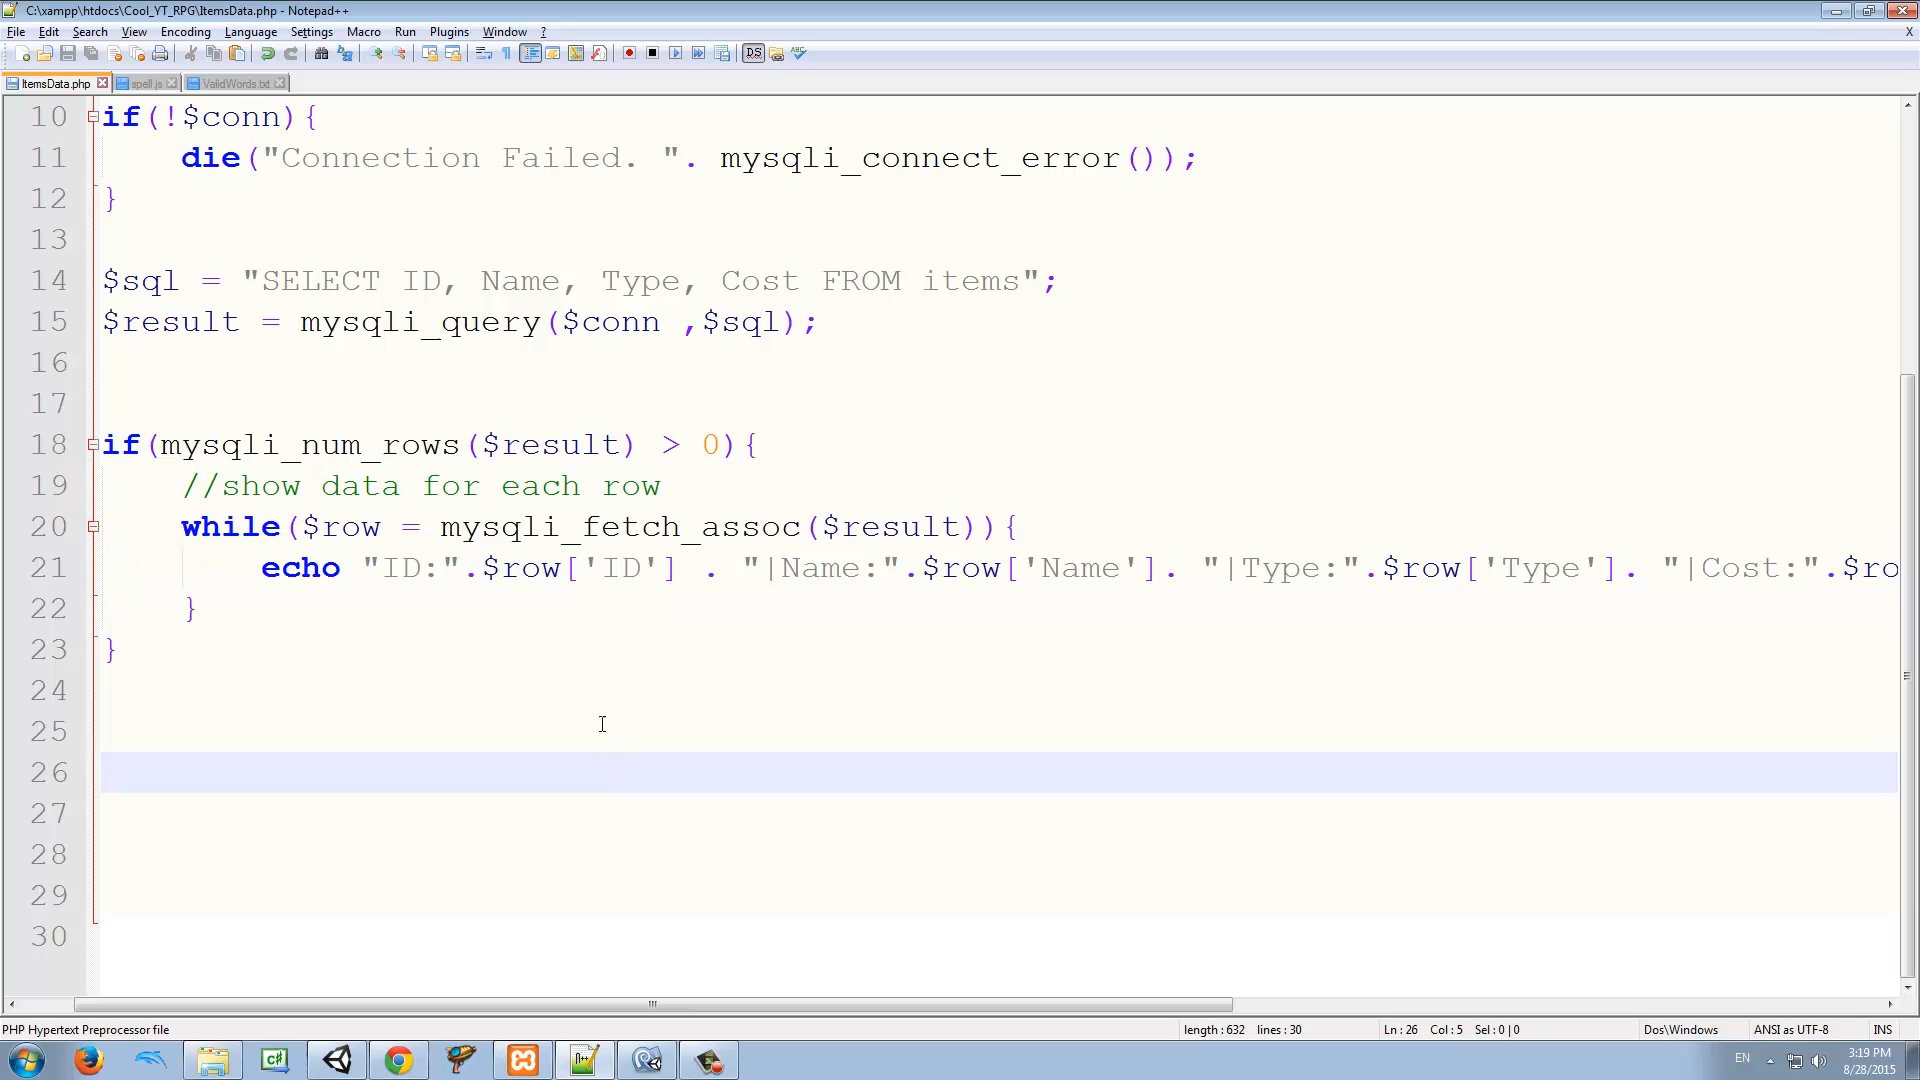 C:\xampp\htdocs\Cool_YT_RPG\ItemsData.php - Notepad++
File Edit Search View Encoding Language Settings Macro Run Plugins Window ? X
ItemsData.php spell.js ValidWords.txt
10 if(!$conn){
11 die("Connection Failed. ". mysqli_connect_error());
12 }
13
14 $sql = "SELECT ID, Name, Type, Cost FROM items";
15 $result = mysqli_query($conn ,$sql);
16
17
18 if(mysqli_num_rows($result) > 0){
19 //show data for each row
20 while($row = mysqli_fetch_assoc($result)){
21 echo "ID:".$row['ID'] . "|Name:".$row['Name']. "|Type:".$row['Type']. "|Cost:".$ro
22 }
23 }
24
25
26
27
28
29
30
PHP Hypertext Preprocessor file length : 632 lines : 30 Ln : 26 Col : 5 Sel : 0 | 0 Dos\Windows ANSI as UTF-8 INS
EN 3:19 PM
8/28/2015